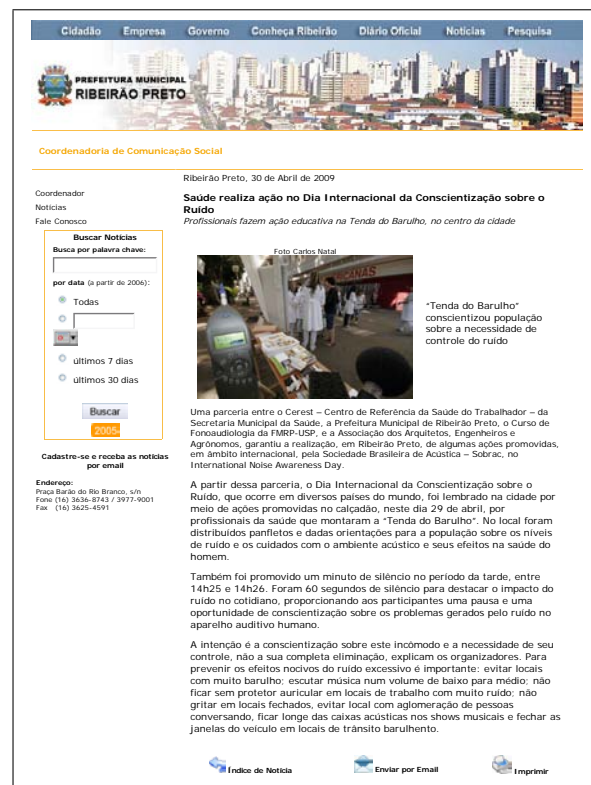 Cidadão Empresa Governo Conheça Ribeirão Diário Oficial Notícias Pesquisa
PREFEITURA MUNICIPAL
RIBEIRÃO PRETO
Coordenadoria de Comunicação Social
Coordenador
Notícias
Fale Conosco
Buscar Notícias
Busca por palavra chave:
por data (a partir de 2006):
Todas
últimos 7 dias
últimos 30 dias
Buscar
2005-
Cadastre-se e receba as notícias
por email
Endereço:
Praça Barão do Rio Branco, s/n
Fone (16) 3636-8743 / 3977-9001
Fax (16) 3625-4591
Ribeirão Preto, 30 de Abril de 2009
Saúde realiza ação no Dia Internacional da Conscientização sobre o
Ruído
Profissionais fazem ação educativa na Tenda do Barulho, no centro da cidade
Foto Carlos Natal
CANAS
"Tenda do Barulho"
conscientizou população
sobre a necessidade de
controle do ruído
Uma parceria entre o Cerest – Centro de Referência da Saúde do Trabalhador – da
Secretaria Municipal da Saúde, a Prefeitura Municipal de Ribeirão Preto, o Curso de
Fonoaudiologia da FMRP-USP, e a Associação dos Arquitetos, Engenheiros e
Agrônomos, garantiu a realização, em Ribeirão Preto, de algumas ações promovidas,
em âmbito internacional, pela Sociedade Brasileira de Acústica – Sobrac, no
International Noise Awareness Day.
A partir dessa parceria, o Dia Internacional da Conscientização sobre o
Ruído, que ocorre em diversos países do mundo, foi lembrado na cidade por
meio de ações promovidas no calçadão, neste dia 29 de abril, por
profissionais da saúde que montaram a "Tenda do Barulho". No local foram
distribuídos panfletos e dadas orientações para a população sobre os níveis
de ruído e os cuidados com o ambiente acústico e seus efeitos na saúde do
homem.
Também foi promovido um minuto de silêncio no período da tarde, entre
14h25 e 14h26. Foram 60 segundos de silêncio para destacar o impacto do
ruído no cotidiano, proporcionando aos participantes uma pausa e uma
oportunidade de conscientização sobre os problemas gerados pelo ruído no
aparelho auditivo humano.
A intenção é a conscientização sobre este incômodo e a necessidade de seu
controle, não a sua completa eliminação, explicam os organizadores. Para
prevenir os efeitos nocivos do ruído excessivo é importante: evitar locais
com muito barulho; escutar música num volume de baixo para médio; não
ficar sem protetor auricular em locais de trabalho com muito ruído; não
gritar em locais fechados, evitar local com aglomeração de pessoas
conversando, ficar longe das caixas acústicas nos shows musicais e fechar as
janelas do veículo em locais de trânsito barulhento.
Índice de Notícia Enviar por Email Imprimir